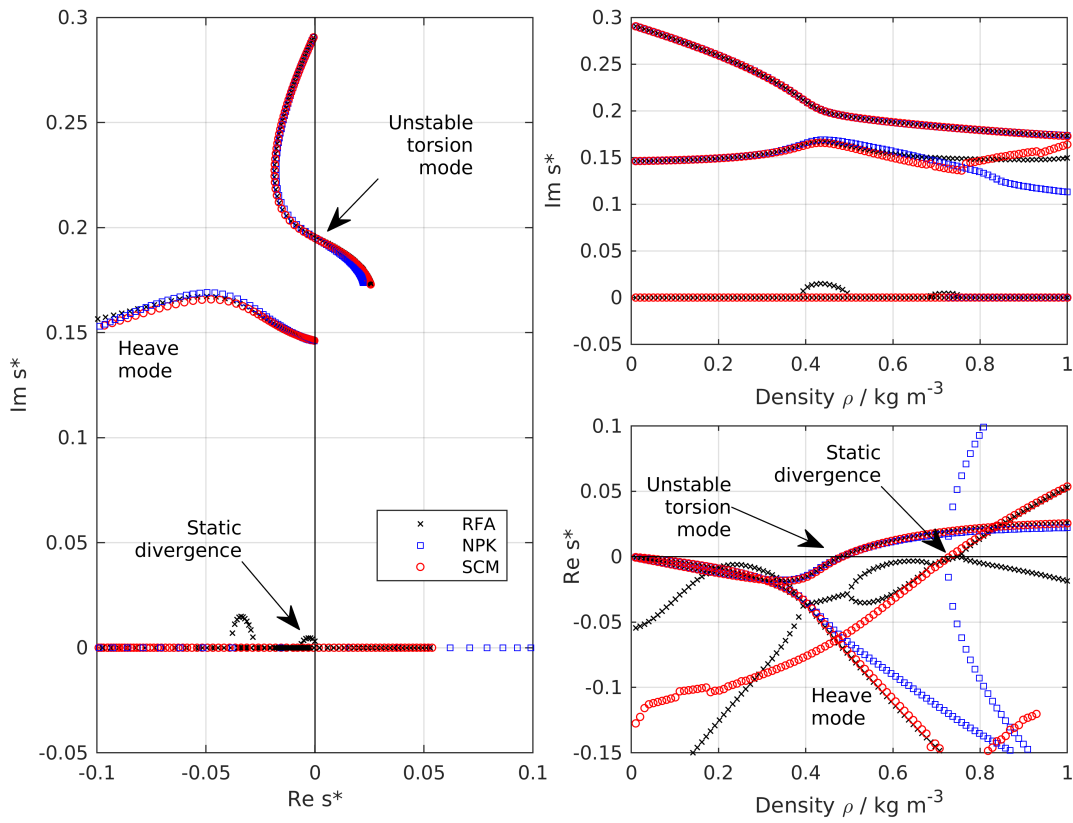 0.3
0.25
0.2
0.15
0.1
0.05
0
-0.05
Im s*
-0.1
-0.05
0
0.05
0.1
Re s*
Unstable
torsion
mode
Heave
mode
Static
divergence
RFA
NPK
SCM
0.3
0.25
0.2
0.15
0.1
0.05
0
-0.05
Im s*
0
0.2
0.4
0.6
0.8
1
Density ρ / kg m-3
0.1
0.05
0
-0.05
-0.1
-0.15
Re s*
Unstable
torsion
mode
Static
divergence
Heave
mode
0
0.2
0.4
0.6
0.8
1
Density ρ / kg m-3